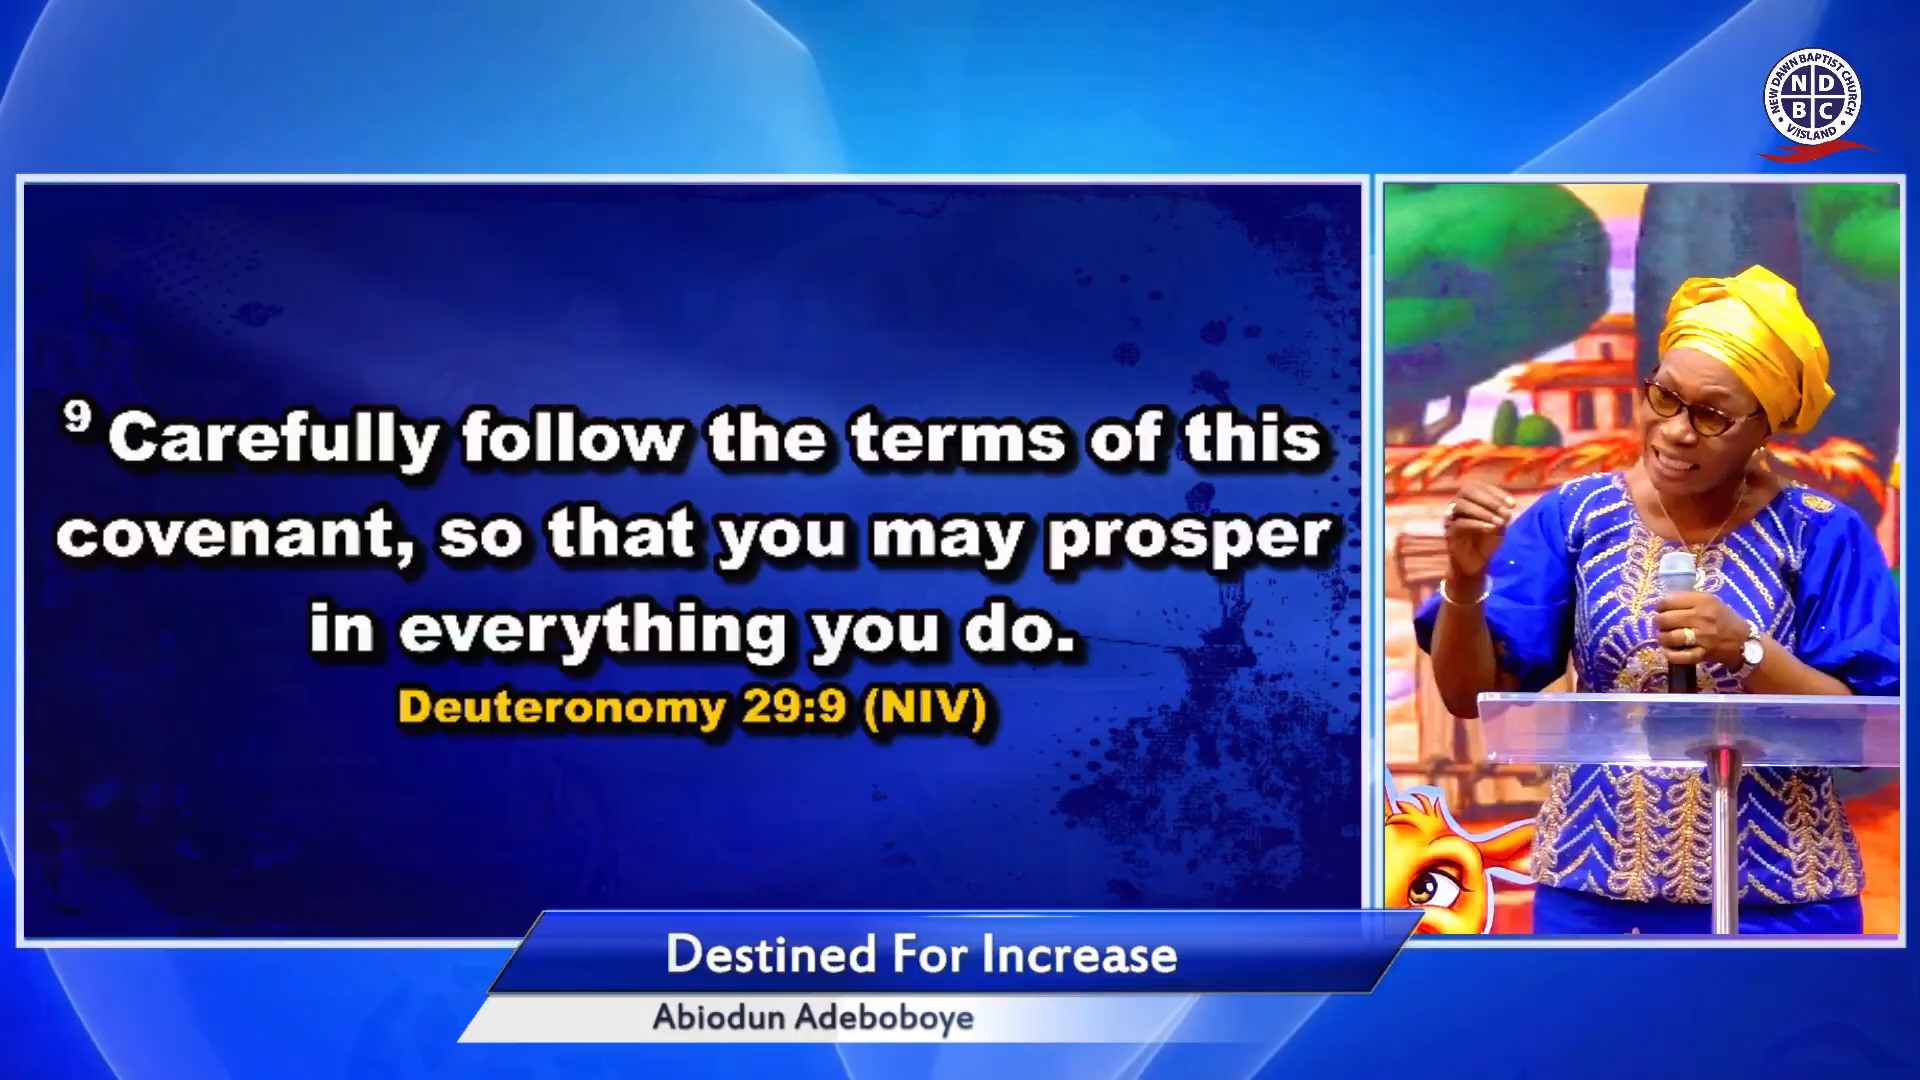 NEW DAWN BAPTIST CHURCH
N D
B C
V/ISLAND
9 Carefully follow the terms of this
covenant, so that you may prosper
in everything you do.
Deuteronomy 29:9 (NIV)
Destined For Increase
Abiodun Adeboboye